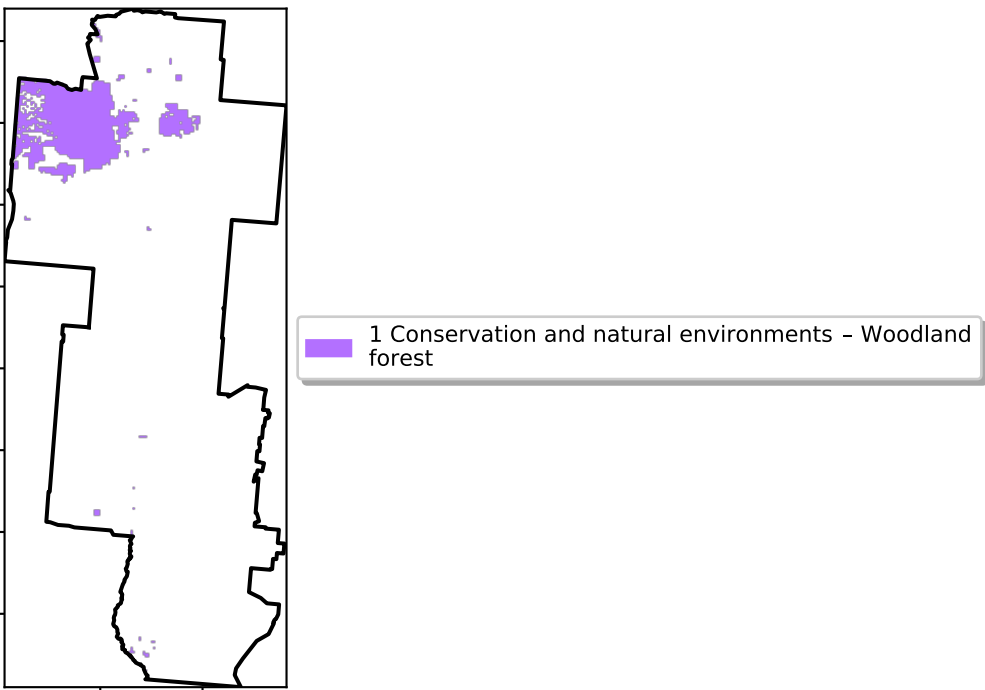 1 Conservation and natural environments – Woodland
forest